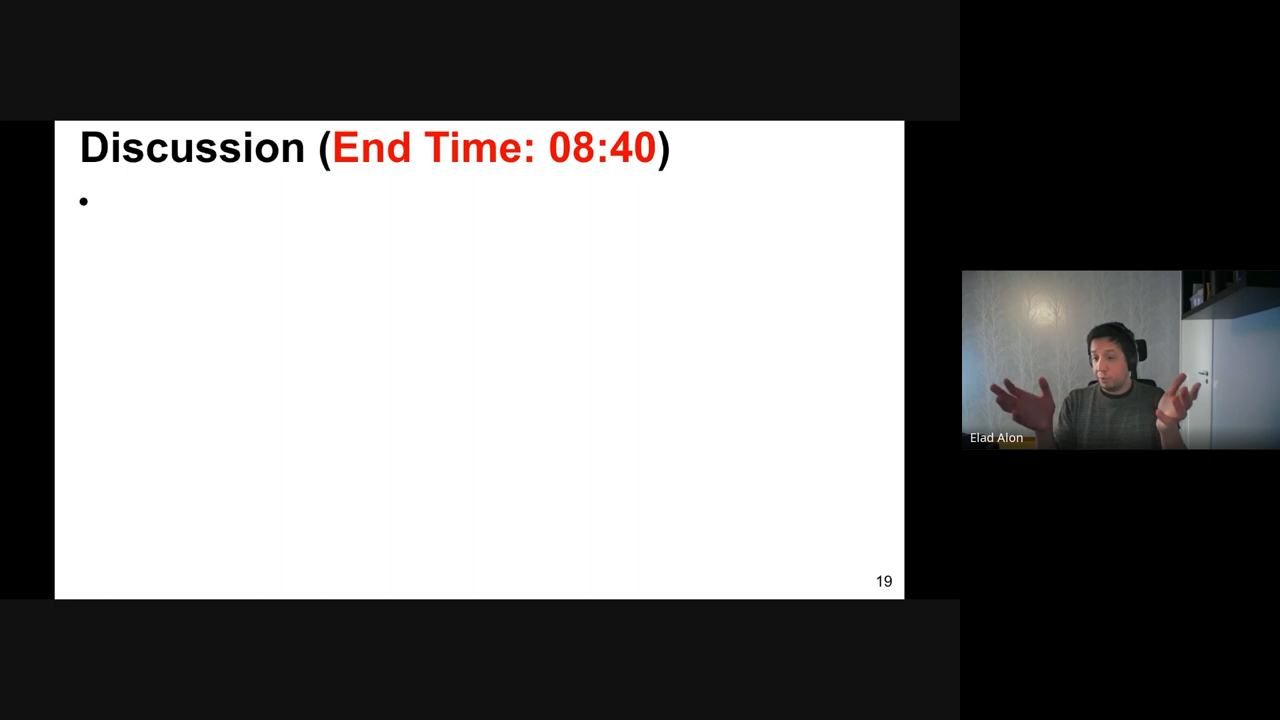 Discussion (End Time: 08:40)
•
19
Elad Alon